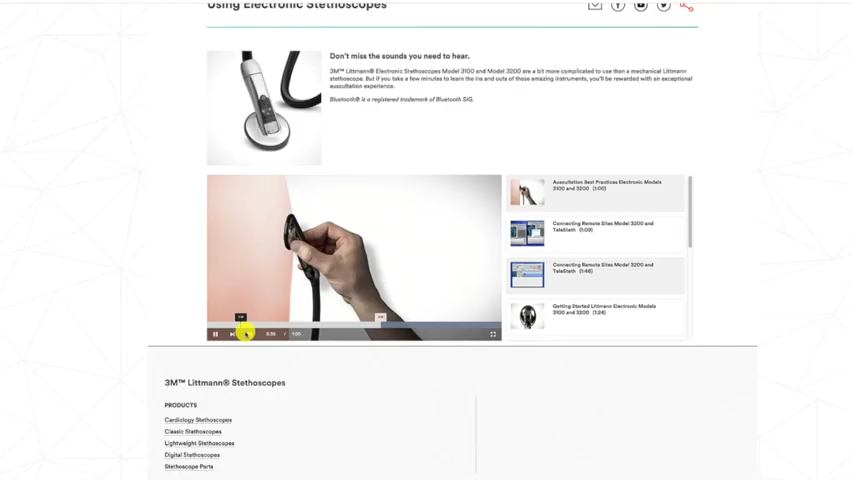 Using Electronic Stethoscopes
Don't miss the sounds you need to hear.
3M™ Littmann® Electronic Stethoscopes Model 3100 and Model 3200 are a bit more complicated to use than a mechanical Littmann
stethoscope. But if you take a few minutes to learn the ins and outs of these amazing instruments, you'll be rewarded with an exceptional
auscultation experience.
Bluetooth® is a registered trademark of Bluetooth SIG.
Auscultation Best Practices Electronic Models
3100 and 3200 (1:00)
Connecting Remote Sites Model 3200 and
TeleSteth (1:09)
Connecting Remote Sites Model 3200 and
TeleSteth (1:46)
Getting Started Littmann Electronic Models
3100 and 3200 (1:24)
/ 1:00
3M™ Littmann® Stethoscopes
PRODUCTS
Cardiology Stethoscopes
Classic Stethoscopes
Lightweight Stethoscopes
Digital Stethoscopes
Stethoscope Parts